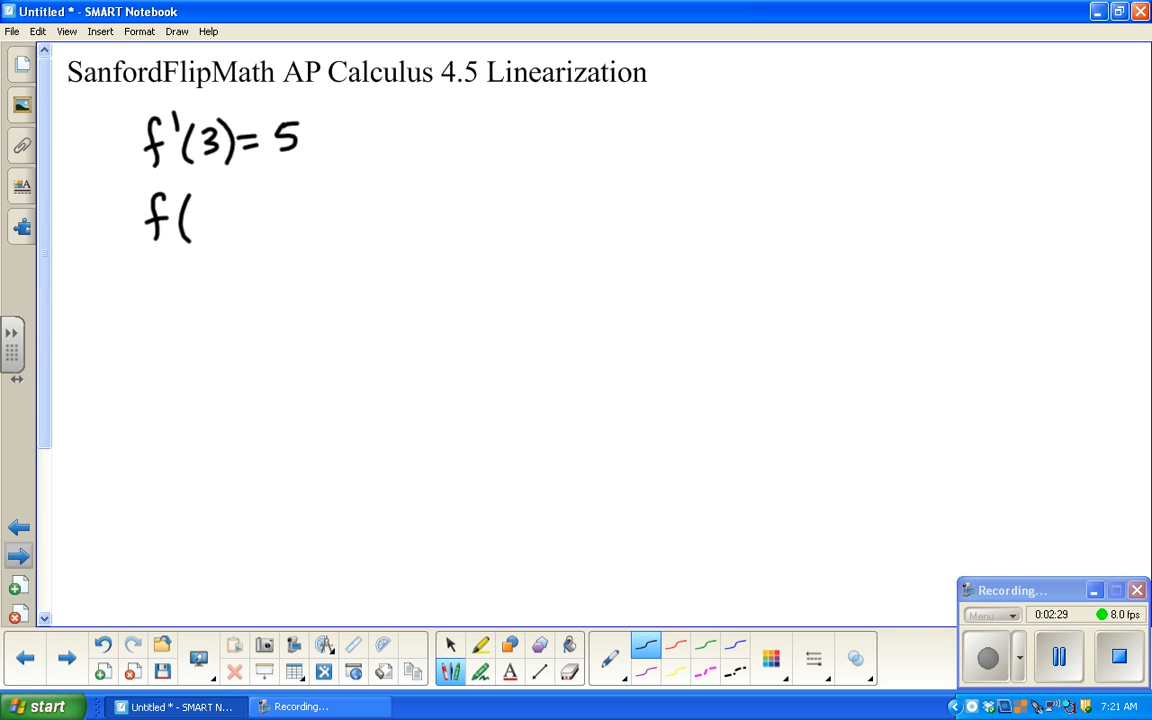 Untitled * - SMART Notebook
File Edit View Insert Format Draw Help
SanfordFlipMath AP Calculus 4.5 Linearization
f'(3)= 5
f(
Recording...
Menu 0:02:29 8.0 fps
start Untitled * - SMART N... Recording... 7:21 AM